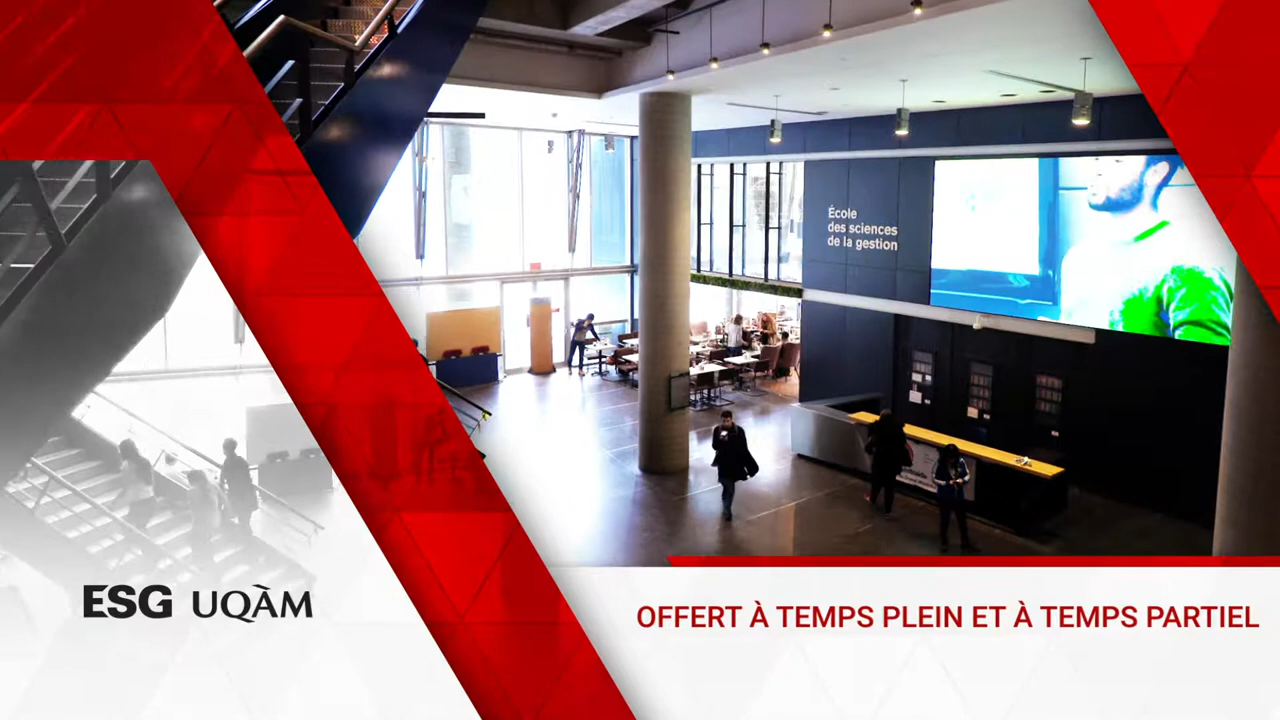 École
des sciences
de la gestion
ESG UQÀM
OFFERT À TEMPS PLEIN ET À TEMPS PARTIEL